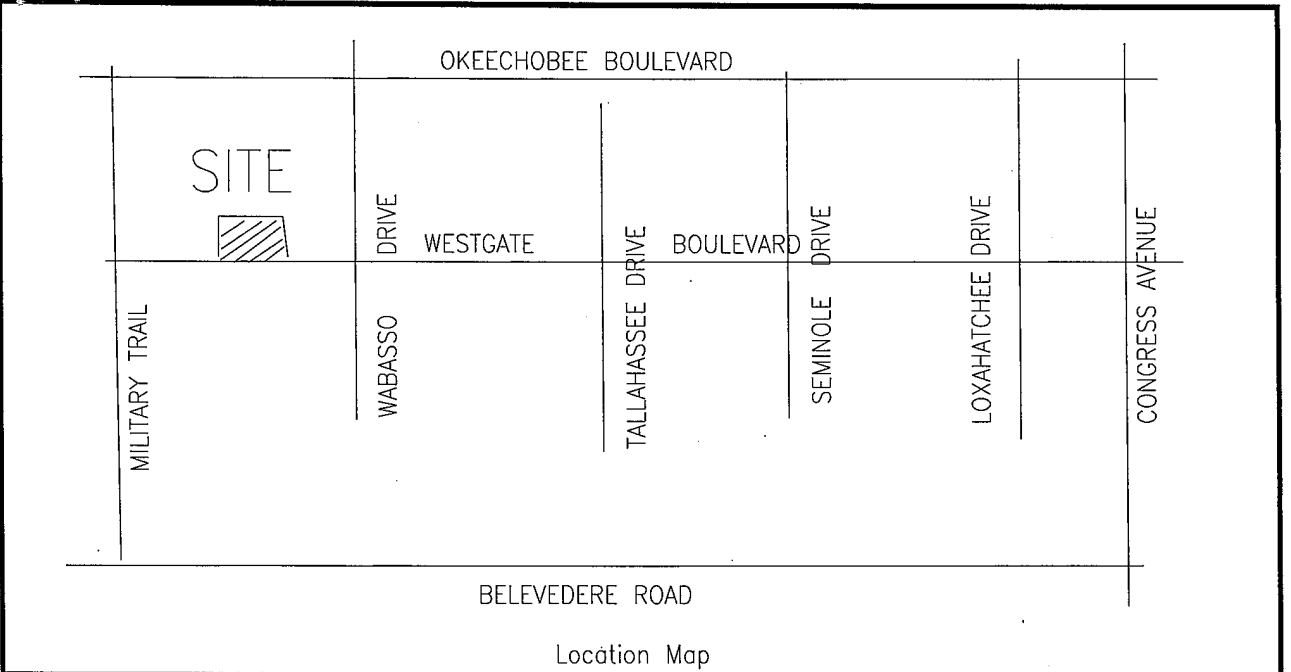 OKEECHOBEE BOULEVARD
SITE
WESTGATE BOULEVARD
MILITARY TRAIL
WABASSO DRIVE
TALLAHASSEE DRIVE
SEMINOLE DRIVE
LOXAHATCHEE DRIVE
CONGRESS AVENUE
BELEVEDERE ROAD
Location Map